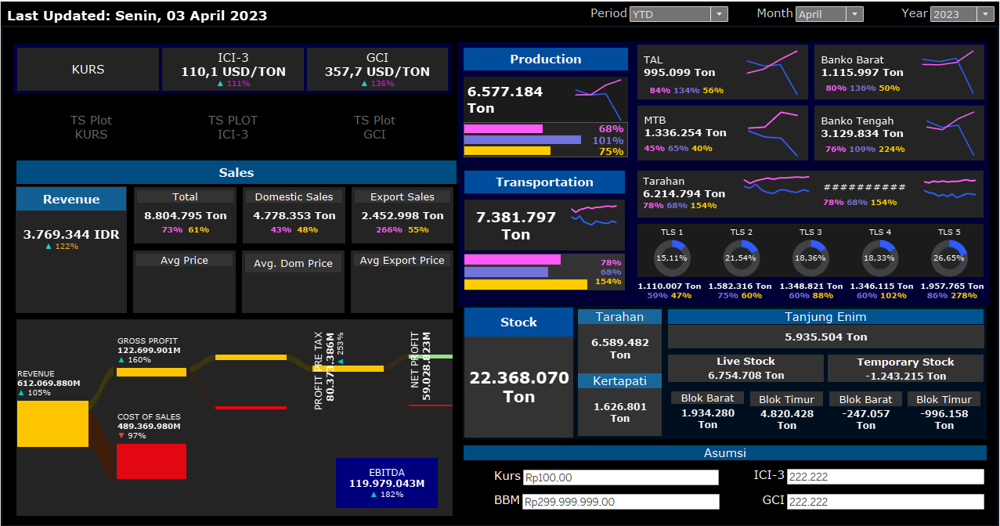 Last Updated: Senin, 03 April 2023
Period YTD
Month April
Year 2023
KURS
ICI-3
110,1 USD/TON
▲ 111%
GCI
357,7 USD/TON
▲ 136%
TS Plot
KURS
TS PLOT
ICI-3
TS Plot
GCI
Sales
Revenue
3.769.344 IDR
▲ 122%
Total
8.804.795 Ton
73% 61%
Domestic Sales
4.778.353 Ton
43% 48%
Export Sales
2.452.998 Ton
266% 55%
Avg Price
Avg. Dom Price
Avg Export Price
REVENUE
612.069.880M
▲ 105%
GROSS PROFIT
112.699.901M
▲ 160%
COST OF SALES
489.369.980M
▼ 97%
PROFIT PRE TAX
80.373.386M
▲ 253%
NET PROFIT
59.028.823M
EBITDA
119.979.043M
▲ 182%
Production
6.577.184
Ton
68%
101%
75%
TAL
995.099 Ton
84% 134% 56%
Banko Barat
1.115.997 Ton
80% 136% 50%
MTB
1.336.254 Ton
45% 65% 40%
Banko Tengah
3.129.834 Ton
76% 109% 224%
Transportation
7.381.797
Ton
78%
68%
154%
Tarahan
6.214.794 Ton
78% 68% 154%
##########
78% 68% 154%
TLS 1
15,11%
1.110.007 Ton
59% 47%
TLS 2
21,54%
1.582.316 Ton
75% 60%
TLS 3
18,36%
1.348.821 Ton
60% 88%
TLS 4
18,33%
1.346.115 Ton
60% 102%
TLS 5
26,65%
1.957.765 Ton
86% 278%
Stock
22.368.070
Ton
Tarahan
6.589.482
Ton
Kertapati
1.626.801
Ton
Tanjung Enim
5.935.504 Ton
Live Stock
6.754.708 Ton
Temporary Stock
-1.243.215 Ton
Blok Barat
1.934.280
Ton
Blok Timur
4.820.428
Ton
Blok Barat
-247.057
Ton
Blok Timur
-996.158
Ton
Asumsi
Kurs Rp100,00
ICI-3 222.222
BBM Rp299.999.999,00
GCI 222.222